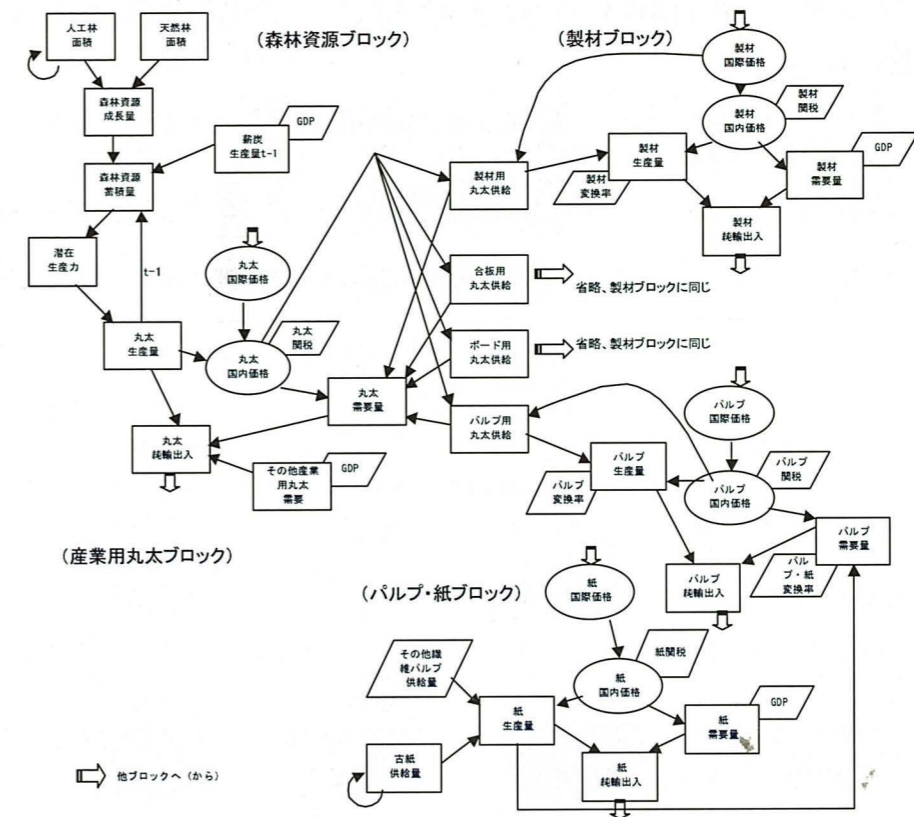 人工林
面積
天然林
面積
(森林資源ブロック)
(製材ブロック)
製材
国際価格
森林資源
成長量
GDP
薪炭
生産量t-1
製材
国内価格
製材
関税
森林資源
蓄積量
製材用
丸太供給
製材
生産量
製材
変換率
GDP
製材
需要量
製材
純輸出入
潜在
生産力
t-1
丸太
国際価格
合板用
丸太供給
省略、製材ブロックに同じ
丸太
生産量
丸太
国内価格
丸太
関税
ボード用
丸太供給
省略、製材ブロックに同じ
丸太
需要量
パルプ用
丸太供給
パルプ
国際価格
丸太
純輸出入
その他産業
用丸太
需要
GDP
パルプ
生産量
パルプ
変換率
パルプ
国内価格
パルプ
関税
パルプ
需要量
(産業用丸太ブロック)
パルプ
純輸出入
パル
プ・紙
変換率
(パルプ・紙ブロック)
紙
国際価格
その他繊
維パルプ
供給量
紙関税
紙
国内価格
GDP
紙
生産量
紙
需要量
古紙
供給量
紙
純輸出入
他ブロックへ(から)